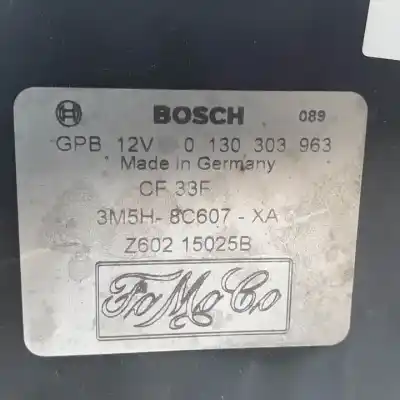 BOSCH 089
GPB 12V 0 130 303 963
Made in Germany
CF 33F
3M5H- 8C607 - XA
Z602 15025B
FoMoCo